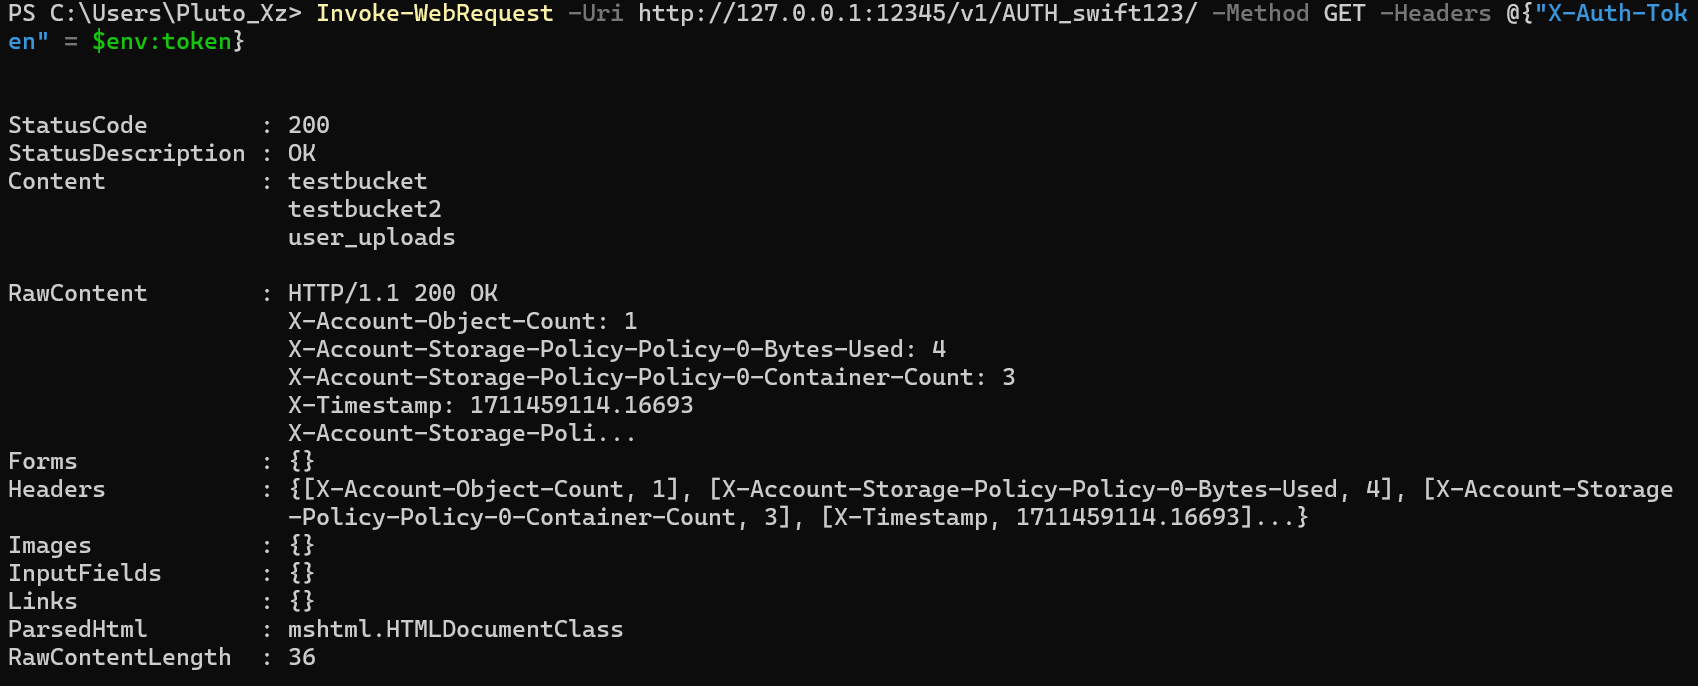 PS C:\Users\Pluto_Xz> Invoke-WebRequest -Uri http://127.0.0.1:12345/v1/AUTH_swift123/ -Method GET -Headers @{"X-Auth-Tok
en" = $env:token}
StatusCode        : 200
StatusDescription : OK
Content           : testbucket
                    testbucket2
                    user_uploads
RawContent        : HTTP/1.1 200 OK
                    X-Account-Object-Count: 1
                    X-Account-Storage-Policy-Policy-0-Bytes-Used: 4
                    X-Account-Storage-Policy-Policy-0-Container-Count: 3
                    X-Timestamp: 1711459114.16693
                    X-Account-Storage-Poli...
Forms             : {}
Headers           : {[X-Account-Object-Count, 1], [X-Account-Storage-Policy-Policy-0-Bytes-Used, 4], [X-Account-Storage
                    -Policy-Policy-0-Container-Count, 3], [X-Timestamp, 1711459114.16693]...}
Images            : {}
InputFields       : {}
Links             : {}
ParsedHtml        : mshtml.HTMLDocumentClass
RawContentLength  : 36